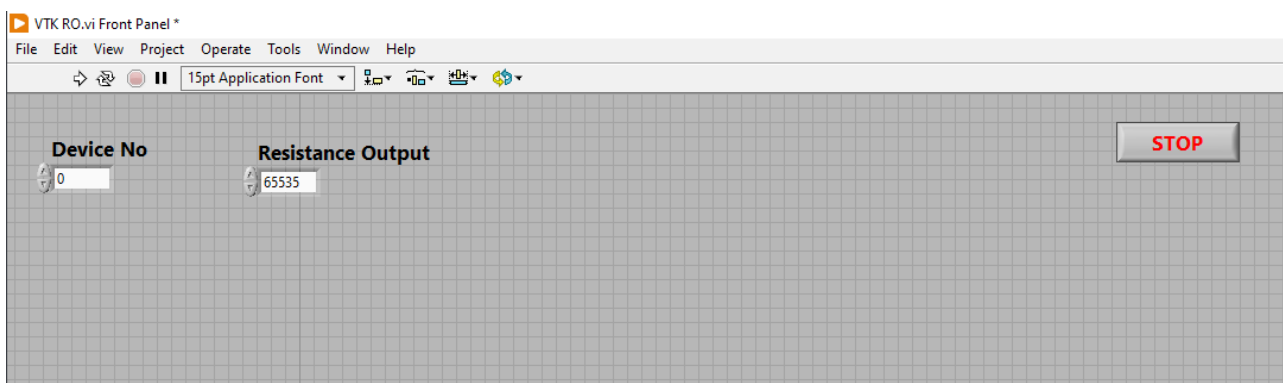 VTK RO.vi Front Panel *
File Edit View Project Operate Tools Window Help
15pt Application Font
Device No
Resistance Output
STOP
0
65535